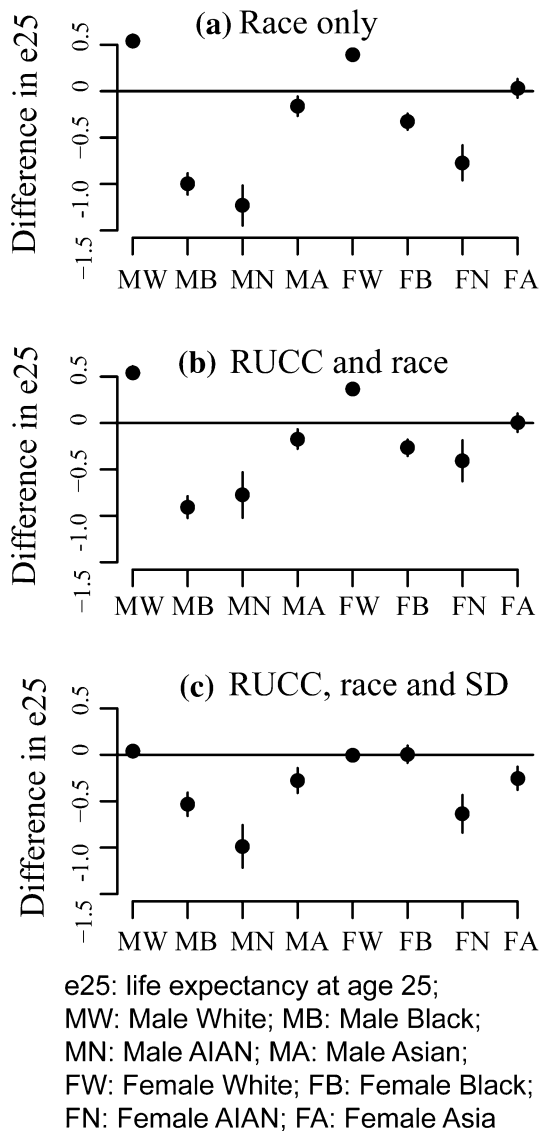 (a) Race only
Difference in e25
0.5
0
−0.5
−1.0
−1.5
MW MB MN MA FW FB FN FA
(b) RUCC and race
Difference in e25
0.5
0
−0.5
−1.0
−1.5
MW MB MN MA FW FB FN FA
(c) RUCC, race and SD
Difference in e25
0.5
0
−0.5
−1.0
−1.5
MW MB MN MA FW FB FN FA
e25: life expectancy at age 25;
MW: Male White; MB: Male Black;
MN: Male AIAN; MA: Male Asian;
FW: Female White; FB: Female Black;
FN: Female AIAN; FA: Female Asia